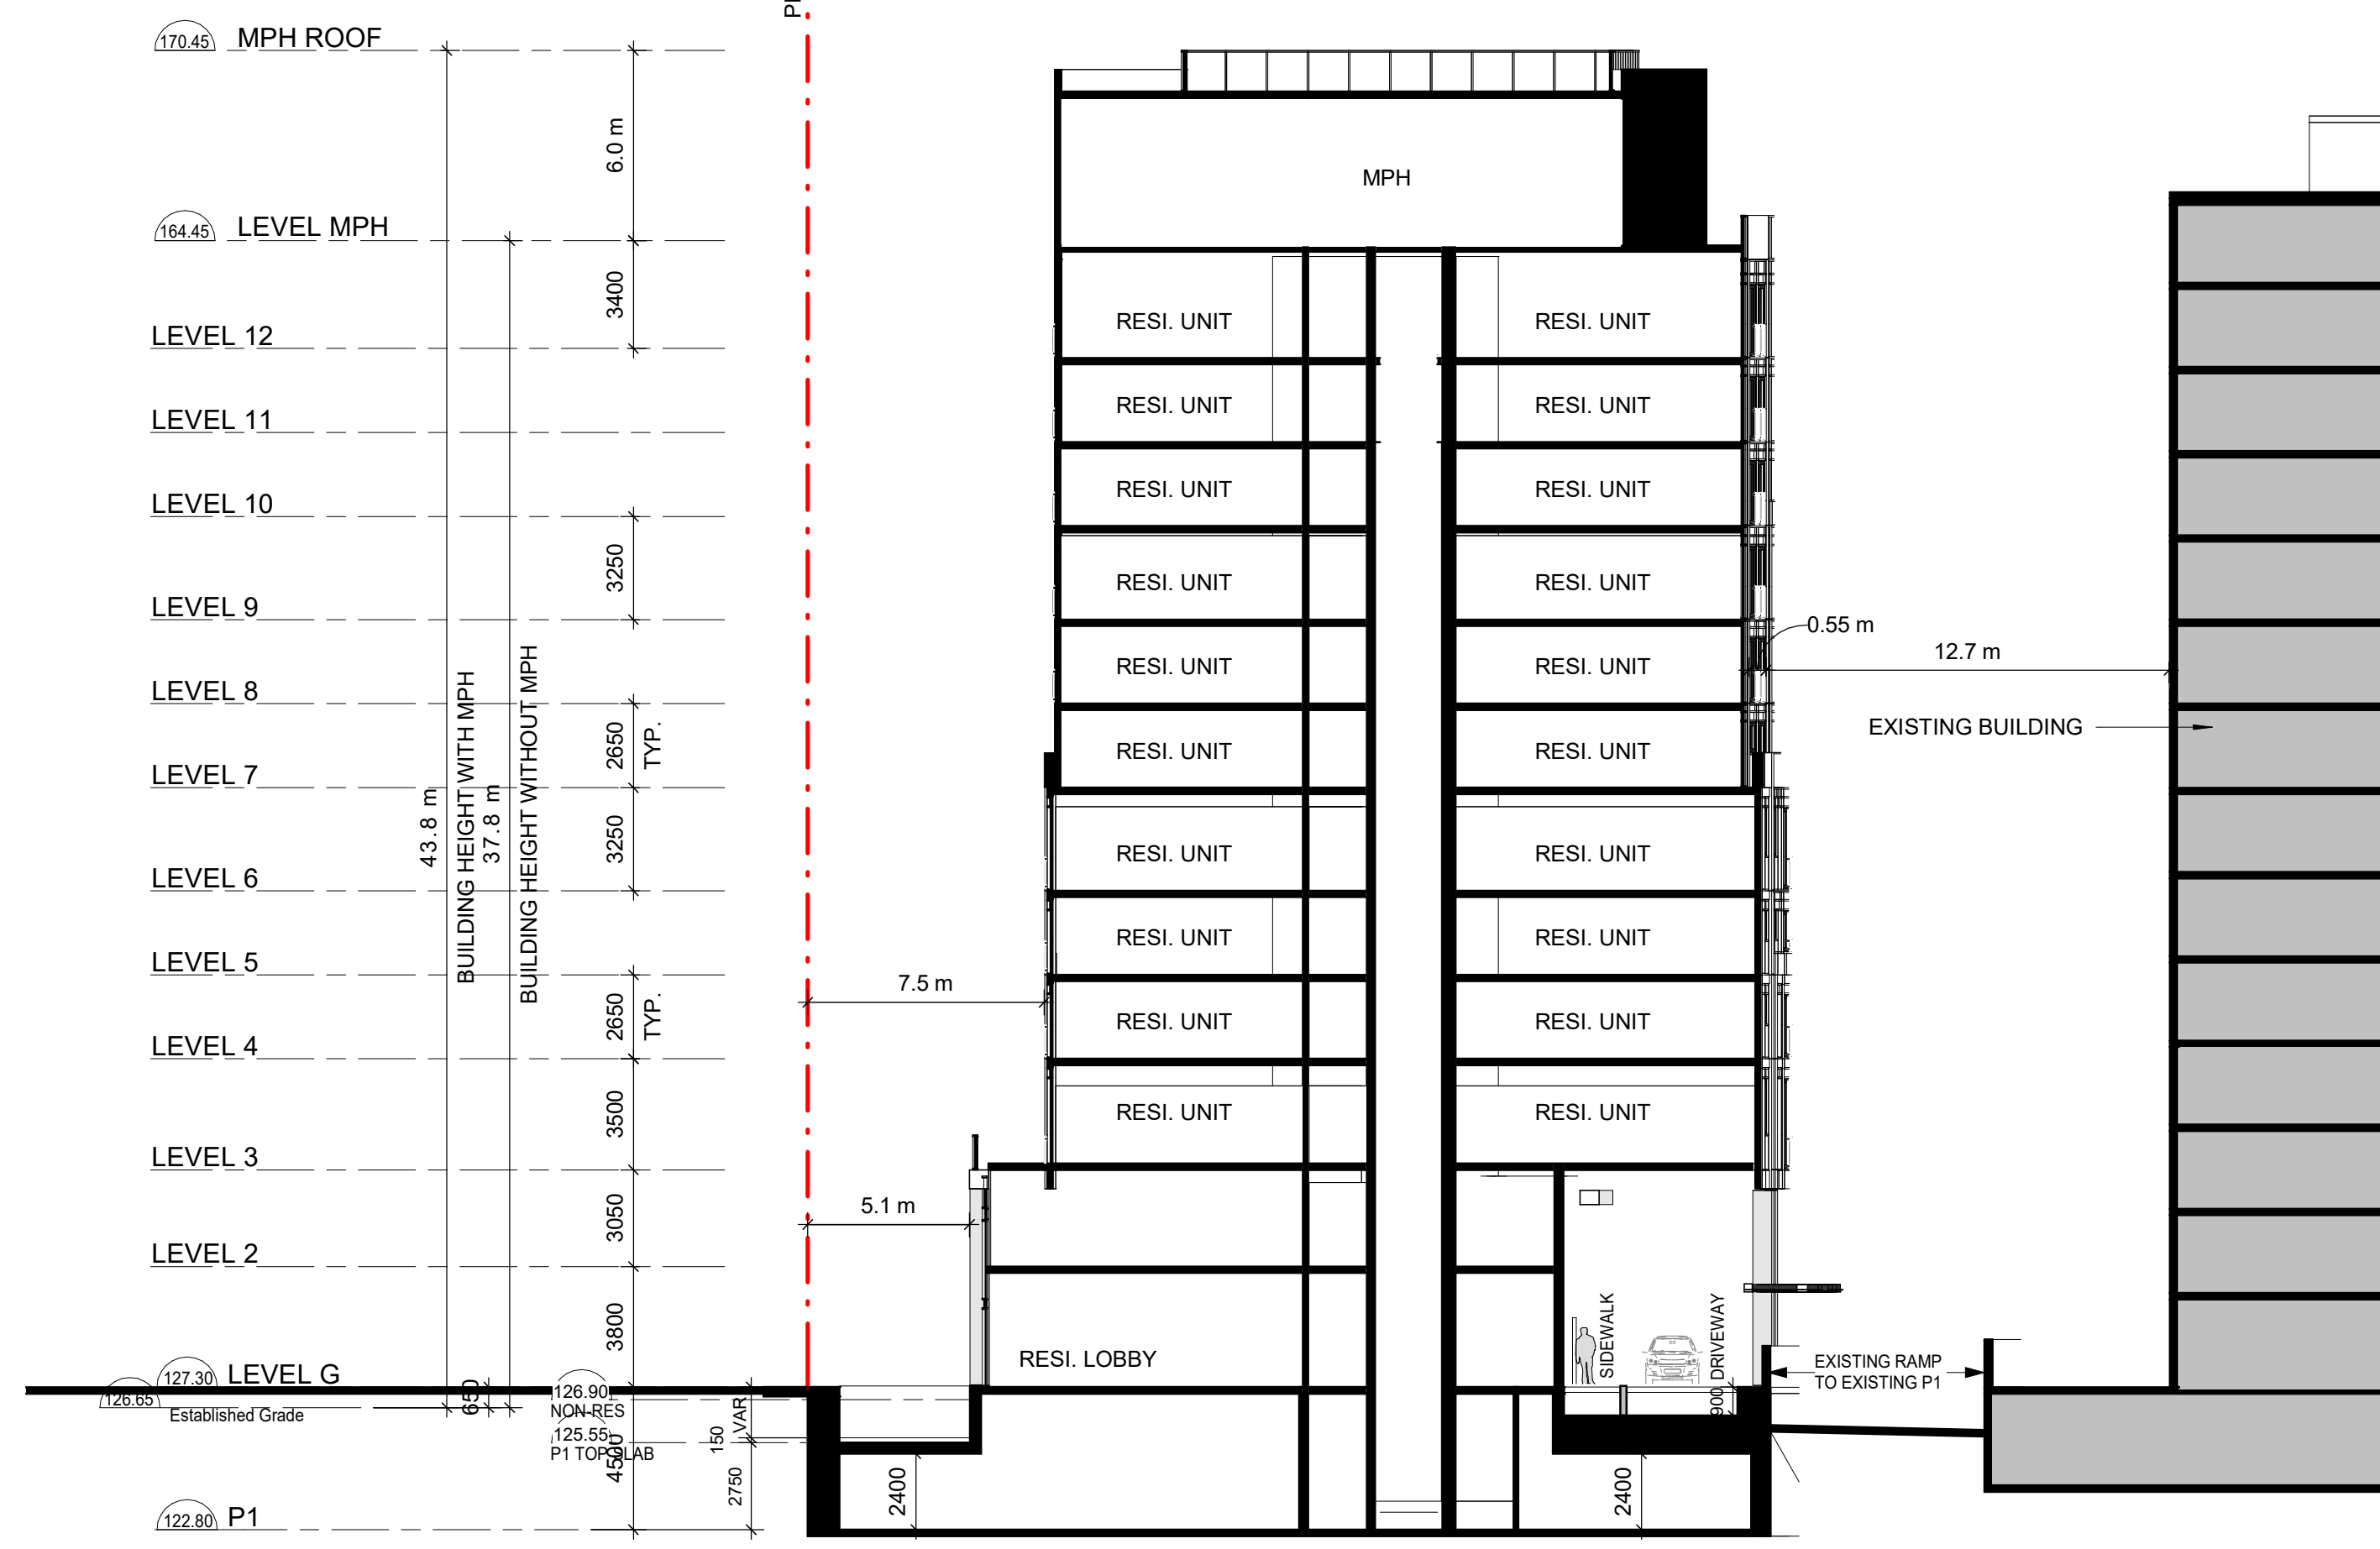 PL
170.45 MPH ROOF
6.0 m
MPH
164.45 LEVEL MPH
3400
RESI. UNIT RESI. UNIT
LEVEL 12
RESI. UNIT RESI. UNIT
LEVEL 11
RESI. UNIT RESI. UNIT
LEVEL 10
3250
RESI. UNIT RESI. UNIT
LEVEL 9
0.55 m
12.7 m
RESI. UNIT RESI. UNIT
LEVEL 8
EXISTING BUILDING
2650
TYP.
RESI. UNIT RESI. UNIT
LEVEL 7
43.8 m
BUILDING HEIGHT WITH MPH
37.8 m
BUILDING HEIGHT WITHOUT MPH
3250
RESI. UNIT RESI. UNIT
LEVEL 6
RESI. UNIT RESI. UNIT
LEVEL 5
7.5 m
2650
TYP.
RESI. UNIT RESI. UNIT
LEVEL 4
3500
RESI. UNIT RESI. UNIT
LEVEL 3
5.1 m
3050
LEVEL 2
3800
SIDEWALK
DRIVEWAY
RESI. LOBBY
EXISTING RAMP
TO EXISTING P1
127.30 LEVEL G
126.65
Established Grade
650
126.90
NON-RES
125.55
P1 TOP SLAB
VAR
150
900
4500
2750
2400
2400
122.80 P1